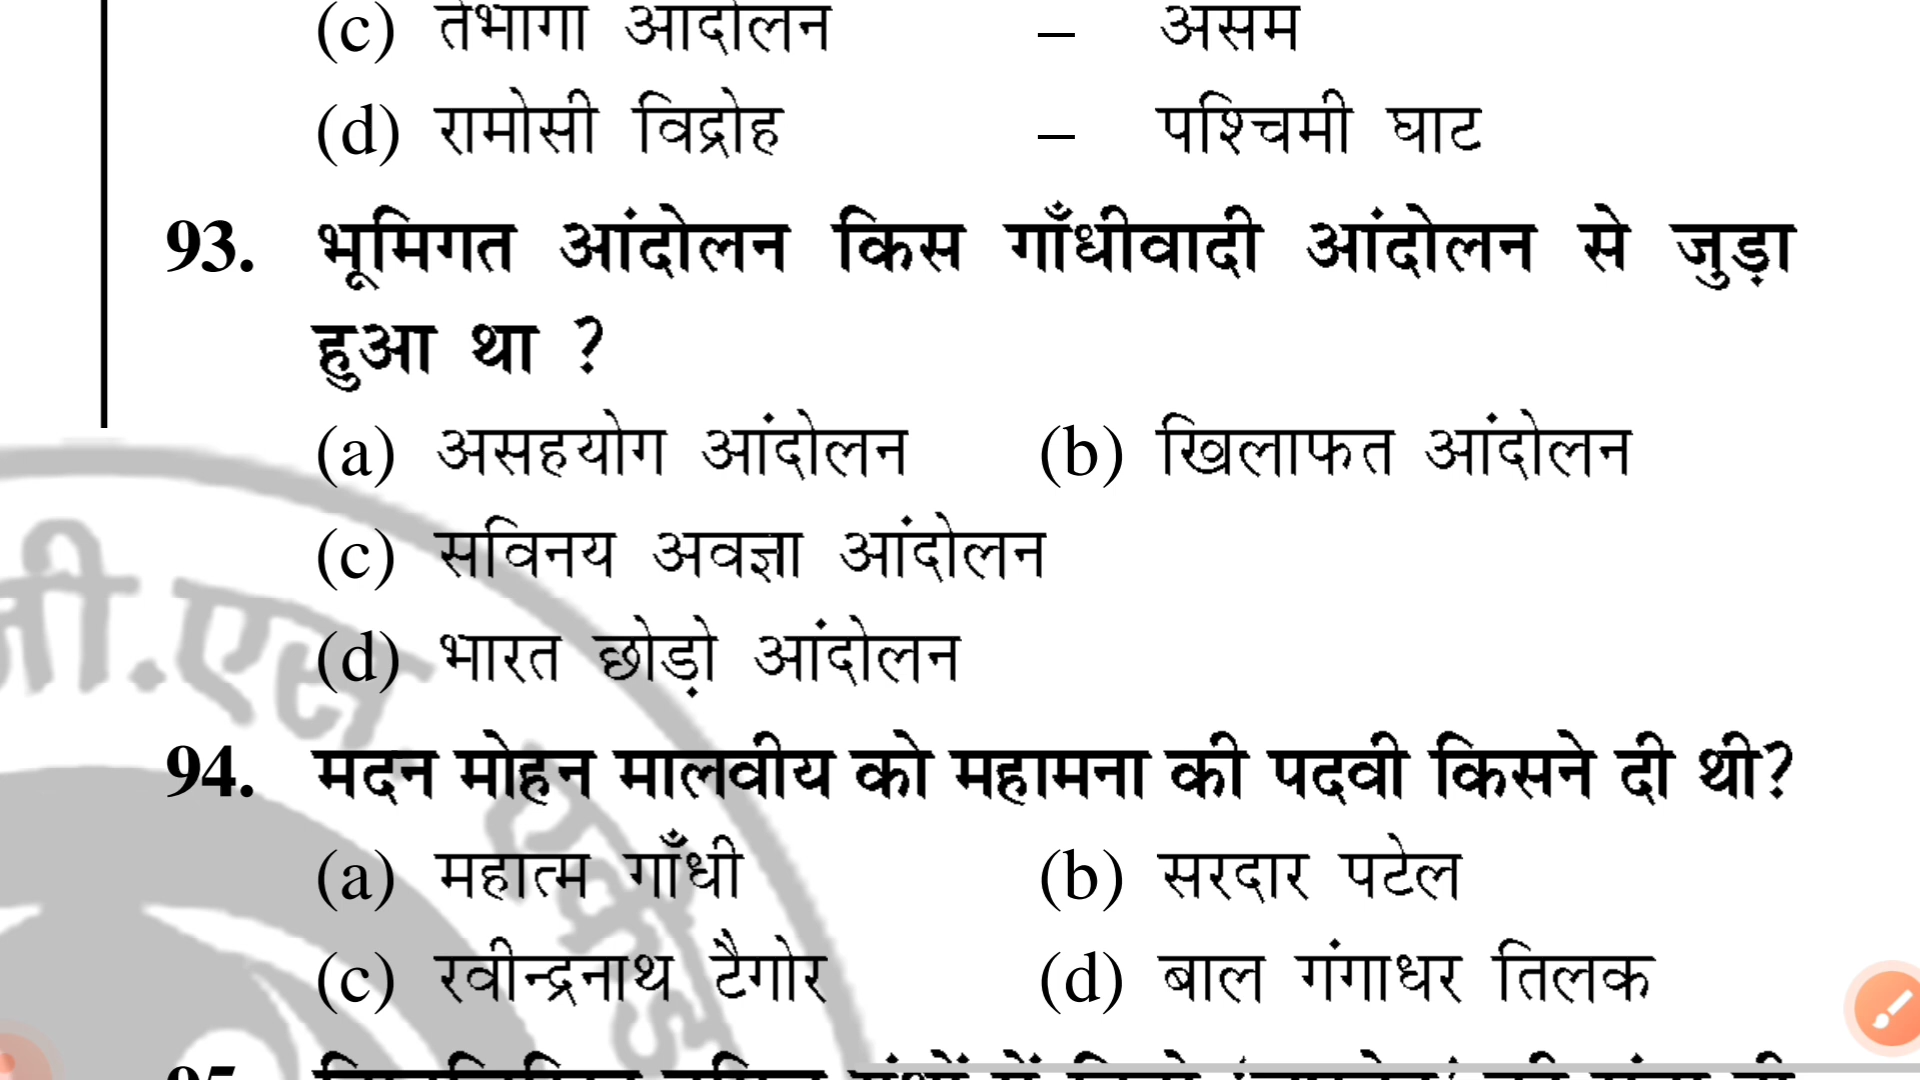 (c) तेभागा आंदोलन – असम
(d) रामोसी विद्रोह – पश्चिमी घाट
93. भूमिगत आंदोलन किस गाँधीवादी आंदोलन से जुड़ा
हुआ था ?
(a) असहयोग आंदोलन (b) खिलाफत आंदोलन
(c) सविनय अवज्ञा आंदोलन
(d) भारत छोड़ो आंदोलन
जी.एस.
94. मदन मोहन मालवीय को महामना की पदवी किसने दी थी?
(a) महात्म गाँधी (b) सरदार पटेल
(c) रवीन्द्रनाथ टैगोर (d) बाल गंगाधर तिलक